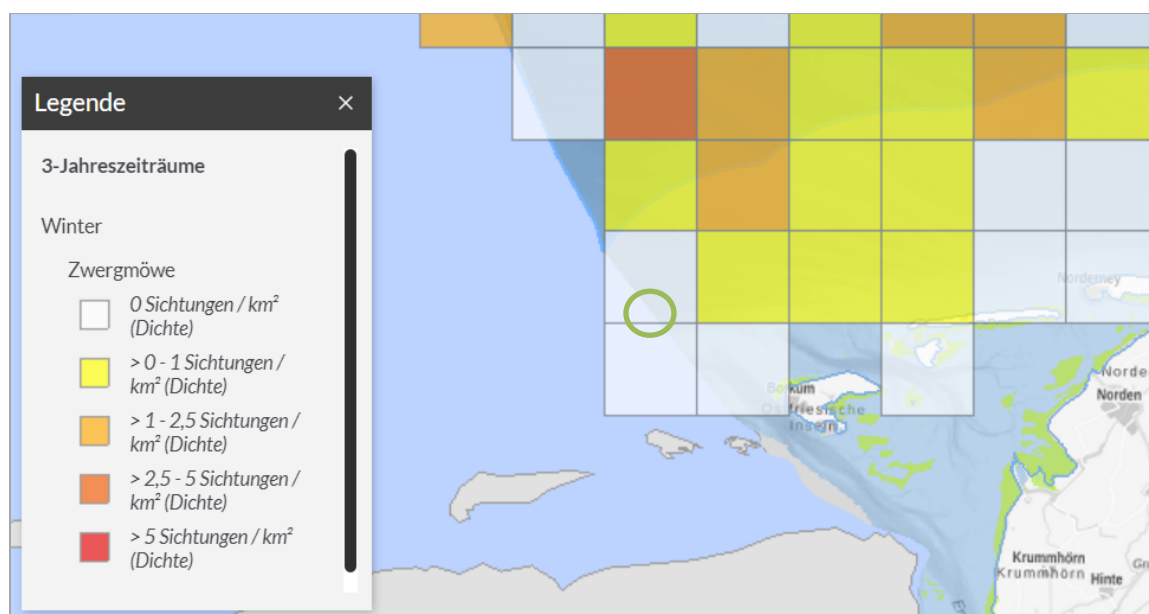 Legende ×
3-Jahreszeiträume
Winter
Zwergmöwe
0 Sichtungen / km²
(Dichte)
> 0 - 1 Sichtungen /
km² (Dichte)
> 1 - 2,5 Sichtungen /
km² (Dichte)
> 2,5 - 5 Sichtungen /
km² (Dichte)
> 5 Sichtungen / km²
(Dichte)
Norderney
Norde
Norden
Borkum
Ostfriesische
Inseln
Krummhörn
Krummhörn
Hinte